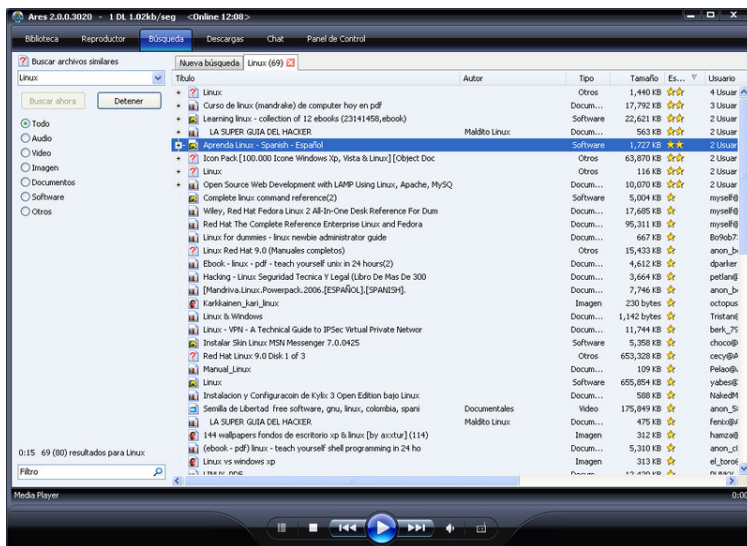 Ares 2.0.0.3020 - 1 DL 1.02kb/seg <Online 12:08>
Biblioteca Reproductor Búsqueda Descargas Chat Panel de Control
Buscar archivos similares
Linux
Buscar ahora Detener
Todo
Audio
Video
Imagen
Documentos
Software
Otros
0:15 69 (80) resultados para Linux
Filtro
Nueva búsqueda Linux (69)
Título Autor Tipo Tamaño Es... Usuario
Linux Otros 1,440 KB 4 Usuar
Curso de linux (mandrake) de computer hoy en pdf Docum... 17,792 KB 3 Usuar
Learning linux - collection of 12 ebooks (23141458,ebook) Software 22,621 KB 2 Usuar
LA SUPER GUIA DEL HACKER Maldito Linux Docum... 563 KB 2 Usuar
Aprenda Linux - Spanish - Español Software 1,727 KB 2 Usuar
Icon Pack [100.000 Icone Windows Xp, Vista & Linux] [Object Doc Otros 63,870 KB 2 Usuar
Linux Otros 116 KB 2 Usuar
Open Source Web Development with LAMP Using Linux, Apache, MySQ Docum... 10,070 KB 2 Usuar
Complete linux command reference(2) Software 5,004 KB myself@
Wiley, Red Hat Fedora Linux 2 All-In-One Desk Reference For Dum Docum... 17,685 KB myself@
Red Hat The Complete Reference Enterprise Linux and Fedora Docum... 95,311 KB myself@
Linux for dummies - linux newbie administrator guide Docum... 667 KB Bo9ob7
Linux Red Hat 9.0 (Manuales completos) Otros 15,433 KB anon_b
Ebook - linux - pdf - teach yourself unix in 24 hours(2) Docum... 4,612 KB dparker
Hacking - Linux Seguridad Tecnica Y Legal (Libro De Mas De 300 Docum... 3,664 KB petlan@
[Mandriva.Linux.Powerpack.2006.[ESPAÑOL].[SPANISH]. Docum... 7,746 KB anon_b
Karkkainen_kari_linux Imagen 230 bytes octopus
Linux & Windows Docum... 1,142 bytes Tristan@
Linux - VPN - A Technical Guide to IPSec Virtual Private Networ Docum... 11,744 KB berk_79
Instalar Skin Linux MSN Messenger 7.0.0425 Software 5,358 KB choco@
Red Hat Linux 9.0 Disk 1 of 3 Otros 653,328 KB cecy@A
Manual_Linux Docum... 109 KB Pelao@
Linux Software 655,854 KB yabes@
Instalacion y Configuracoin de Kylix 3 Open Edition bajo Linux Docum... 588 KB NakedM
Semilla de Libertad free software, gnu, linux, colombia, spani Documentales Video 175,849 KB anon_5
LA SUPER GUIA DEL HACKER Maldito Linux Docum... 475 KB fenix@
144 wallpapers fondos de escritorio xp & linux [by axxtur] (114) Imagen 312 KB hamza@
(ebook - pdf) linux - teach yourself shell programming in 24 ho Docum... 5,310 KB anon_cl
Linux vs windows xp Imagen 313 KB el_toro
Media Player 0:00